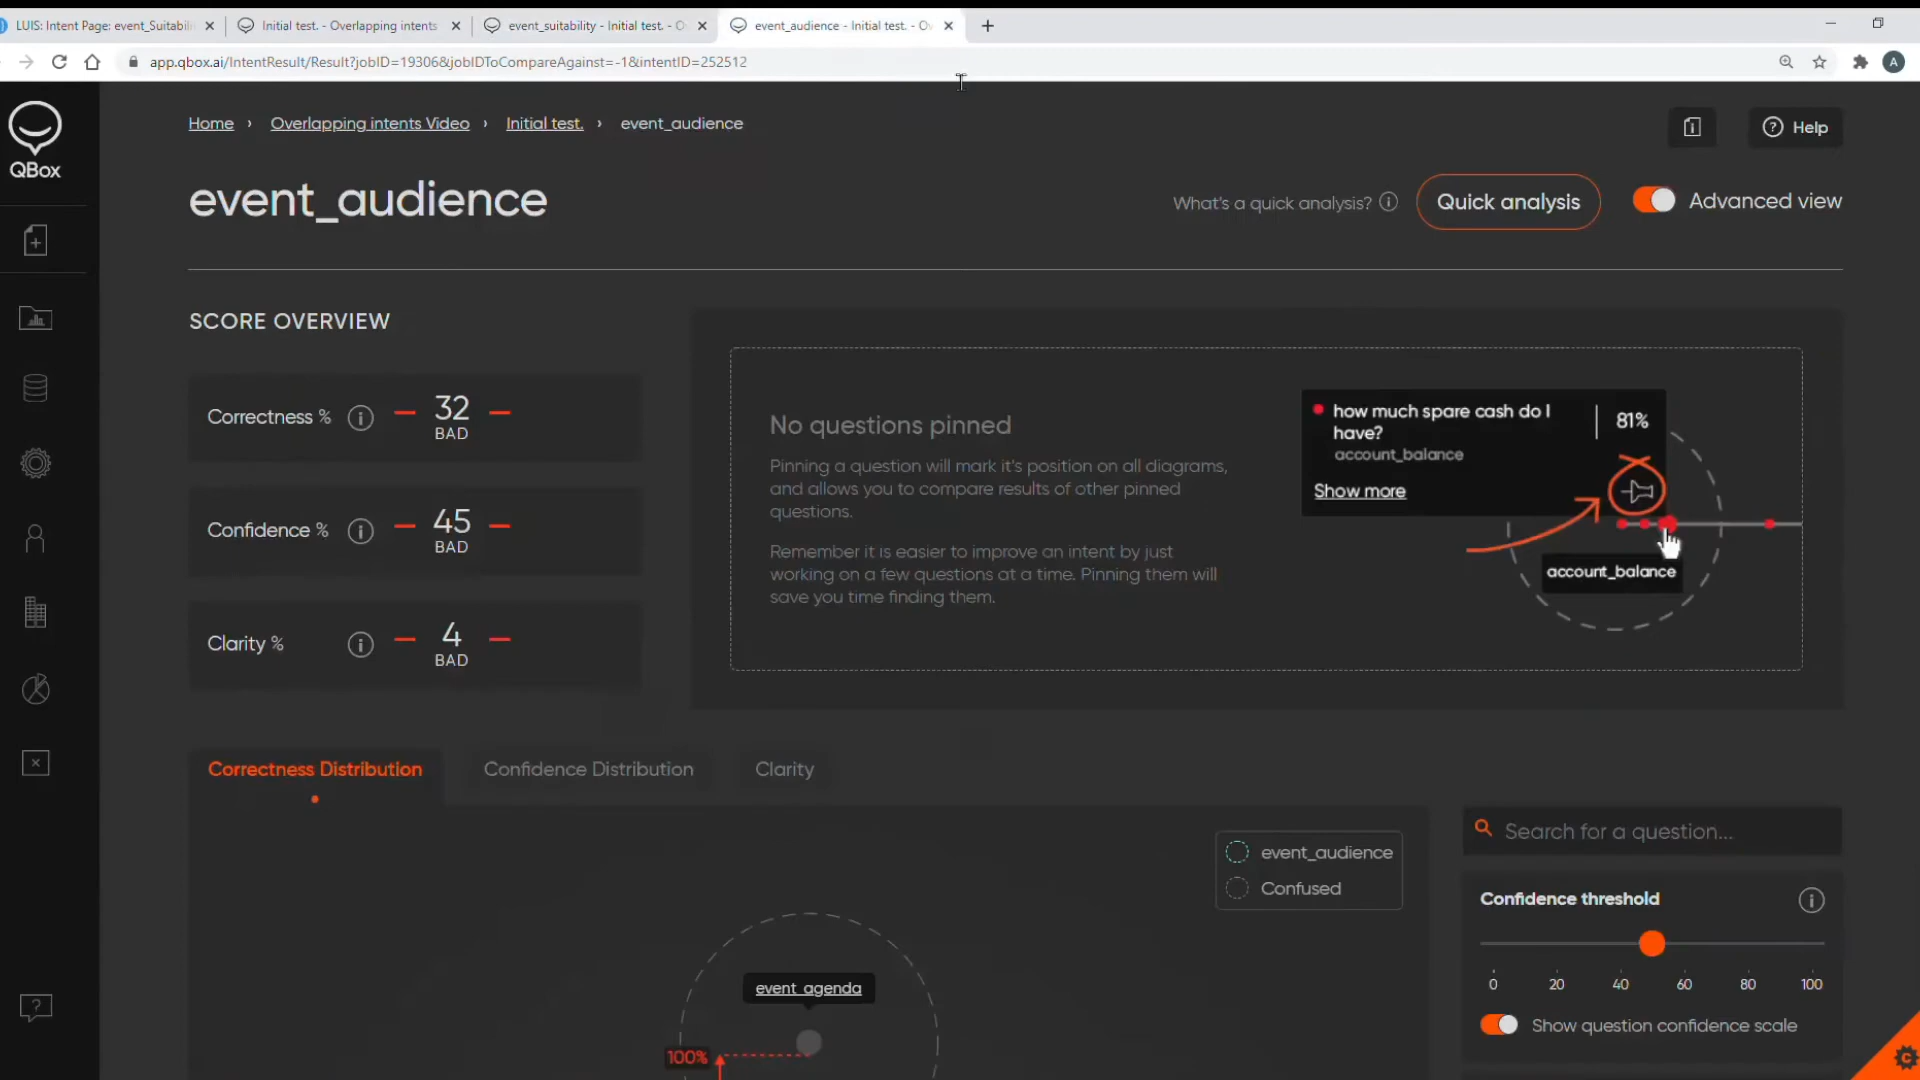 LUIS: Intent Page: event_Suitabili
Initial test. - Overlapping intents
event_suitability - Initial test. - O
event_audience - Initial test. - Ov
app.qbox.ai/IntentResult/Result?jobID=19306&jobIDToCompareAgainst=-1&intentID=252512
A
QBox
Home › Overlapping intents Video › Initial test. › event_audience
Help
event_audience
What's a quick analysis?
Quick analysis
Advanced view
SCORE OVERVIEW
Correctness %
32
BAD
Confidence %
45
BAD
Clarity %
4
BAD
No questions pinned
Pinning a question will mark it's position on all diagrams,
and allows you to compare results of other pinned
questions.
Remember it is easier to improve an intent by just
working on a few questions at a time. Pinning them will
save you time finding them.
how much spare cash do I
have?
account_balance
81%
Show more
account_balance
Correctness Distribution
Confidence Distribution
Clarity
event_audience
Confused
event_agenda
100%
Search for a question...
Confidence threshold
0 20 40 60 80 100
Show question confidence scale